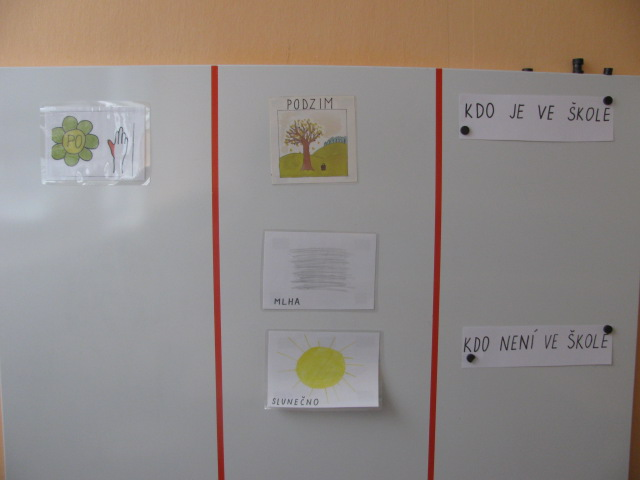 PO
PODZIM
MLHA
SLUNEČNO
KDO JE VE ŠKOLE
KDO NENÍ VE ŠKOLE